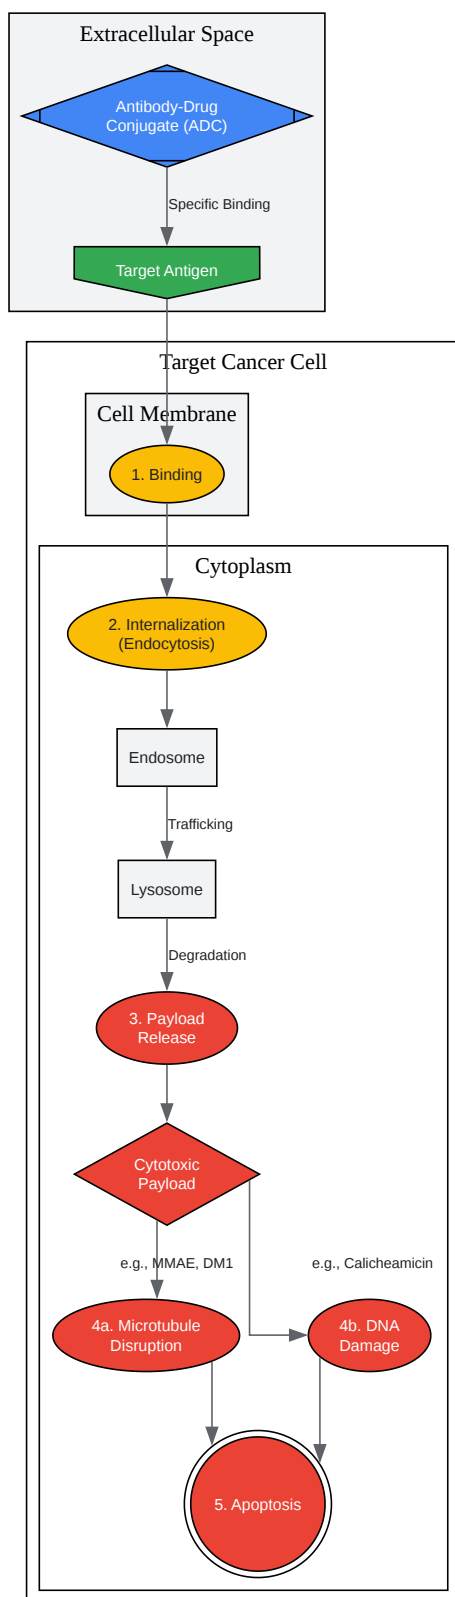 Extracellular Space
Antibody-Drug
Conjugate (ADC)
Specific Binding
Target Antigen
Target Cancer Cell
Cell Membrane
1. Binding
Cytoplasm
2. Internalization
(Endocytosis)
Endosome
Trafficking
Lysosome
Degradation
3. Payload
Release
Cytotoxic
Payload
e.g., MMAE, DM1
e.g., Calicheamicin
4a. Microtubule
Disruption
4b. DNA
Damage
5. Apoptosis